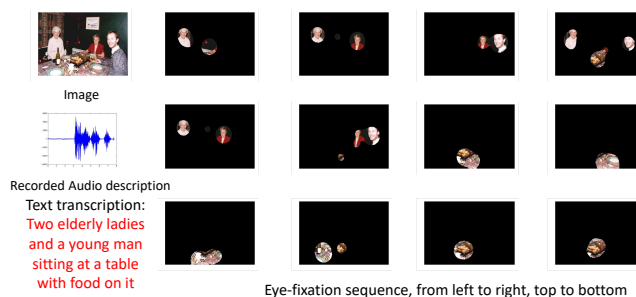 Image
Recorded Audio description
Text transcription:
Two elderly ladies
and a young man
sitting at a table
with food on it
Eye-fixation sequence, from left to right, top to bottom